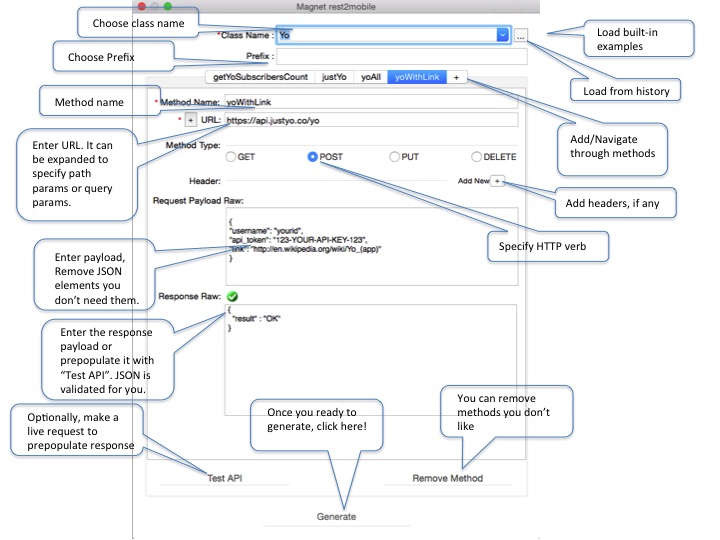 Magnet rest2mobile
Choose class name
*Class Name : Yo
...
Load built-in
examples
Choose Prefix
Prefix :
Load from history
getYoSubscribersCount justYo yoAll yoWithLink +
Method name
* Method Name: yoWithLink
* + URL: https://api.justyo.co/yo
Add/Navigate
through methods
Enter URL. It can
be expanded to
specify path
params or query
params.
Method Type:
GET POST PUT DELETE
Header:
Add New +
Add headers, if any
Request Payload Raw:
{
"username": "yourid",
"api_token": "123-YOUR-API-KEY-123",
"link": "http://en.wikipedia.org/wiki/Yo_(app)"
}
Specify HTTP verb
Enter payload,
Remove JSON
elements you
don't need them.
Response Raw:
{
"result" : "OK"
}
Enter the response
payload or
prepopulate it with
“Test API”. JSON is
validated for you.
Optionally, make a
live request to
prepopulate response
Once you ready to
generate, click here!
You can remove
methods you don't
like
Test API
Remove Method
Generate